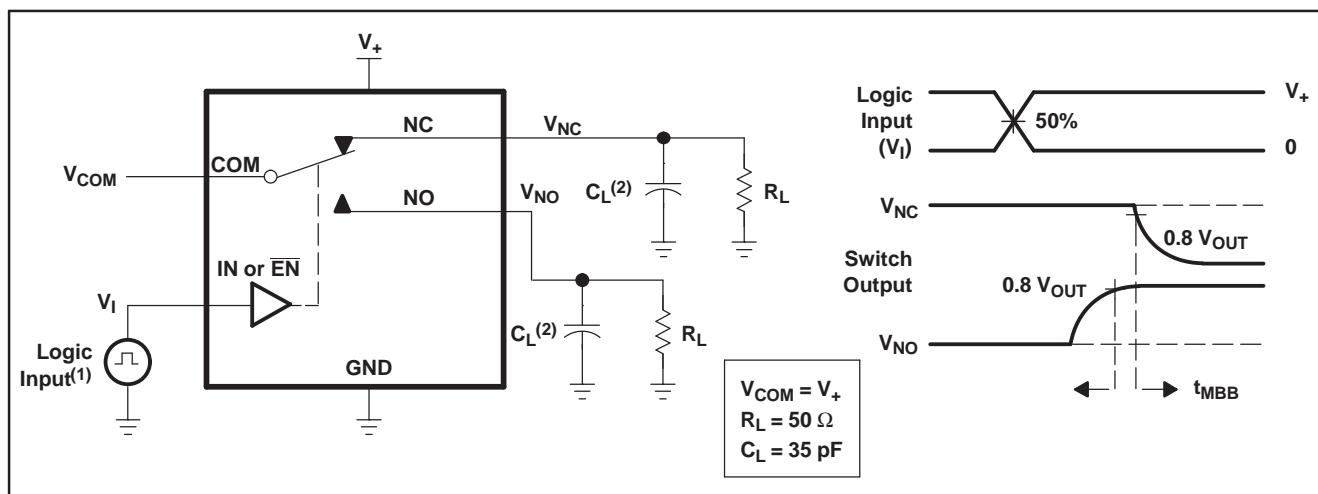 V+
NC
VNC
COM
VCOM
CL(2)
RL
NO
VNO
IN or EN
VI
CL(2)
RL
Logic
Input(1)
GND
VCOM = V+
RL = 50 Ω
CL = 35 pF
Logic
Input
(VI)
50%
V+
0
VNC
0.8 VOUT
Switch
Output
0.8 VOUT
VNO
tMBB